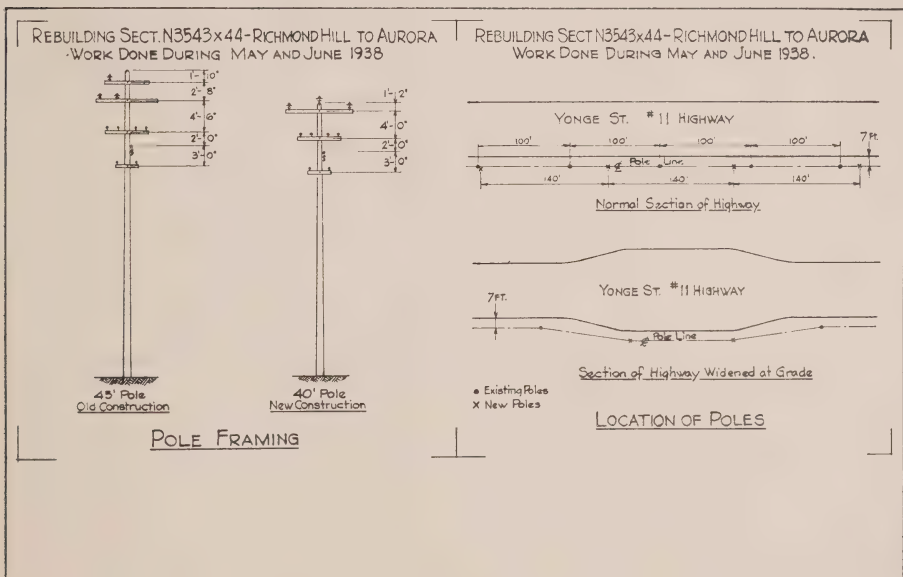 REBUILDING SECT. N3543x44-RICHMOND HILL TO AURORA
-WORK DONE DURING MAY AND JUNE 1938
1'- 10"
2'- 8"
4'- 6"
2'- 0"
3'- 0"
45' Pole
Old Construction
1'- 2"
4'- 0"
2'- 0"
3'- 0"
40' Pole
New Construction
POLE FRAMING
REBUILDING SECT N3543x44-RICHMOND HILL TO AURORA
WORK DONE DURING MAY AND JUNE 1938.
YONGE ST. #11 HIGHWAY
100' 100' 100' 100'
7 FT.
℄ Pole Line
140' 140' 140'
Normal Section of Highway
YONGE ST. #11 HIGHWAY
7 FT.
℄ Pole Line
Section of Highway Widened at Grade
• Existing Poles
x New Poles
LOCATION OF POLES